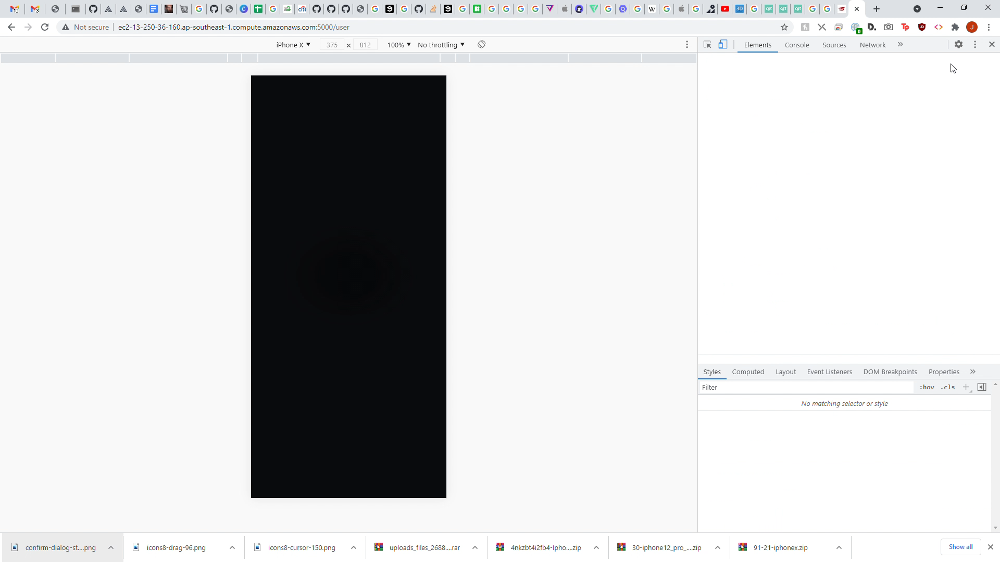 Not secure
ec2-13-250-36-160.ap-southeast-1.compute.amazonaws.com:5000/user
0
J
iPhone X
375
x
812
100%
No throttling
Elements
Console
Sources
Network
Styles
Computed
Layout
Event Listeners
DOM Breakpoints
Properties
Filter
:hov
.cls
No matching selector or style
confirm-dialog-st....png
icons8-drag-96.png
icons8-cursor-150.png
uploads_files_2688....rar
4nkzbt4i2fb4-Ipho....zip
30-iphone12_pro_....zip
91-21-iphonex.zip
Show all